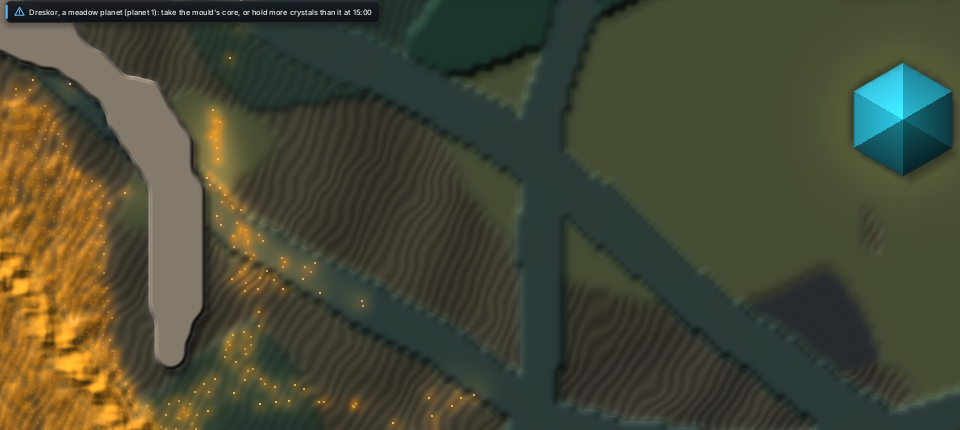 Dreskor, a meadow planet (planet 1): take the mould's core, or hold more crystals than it at 15:00